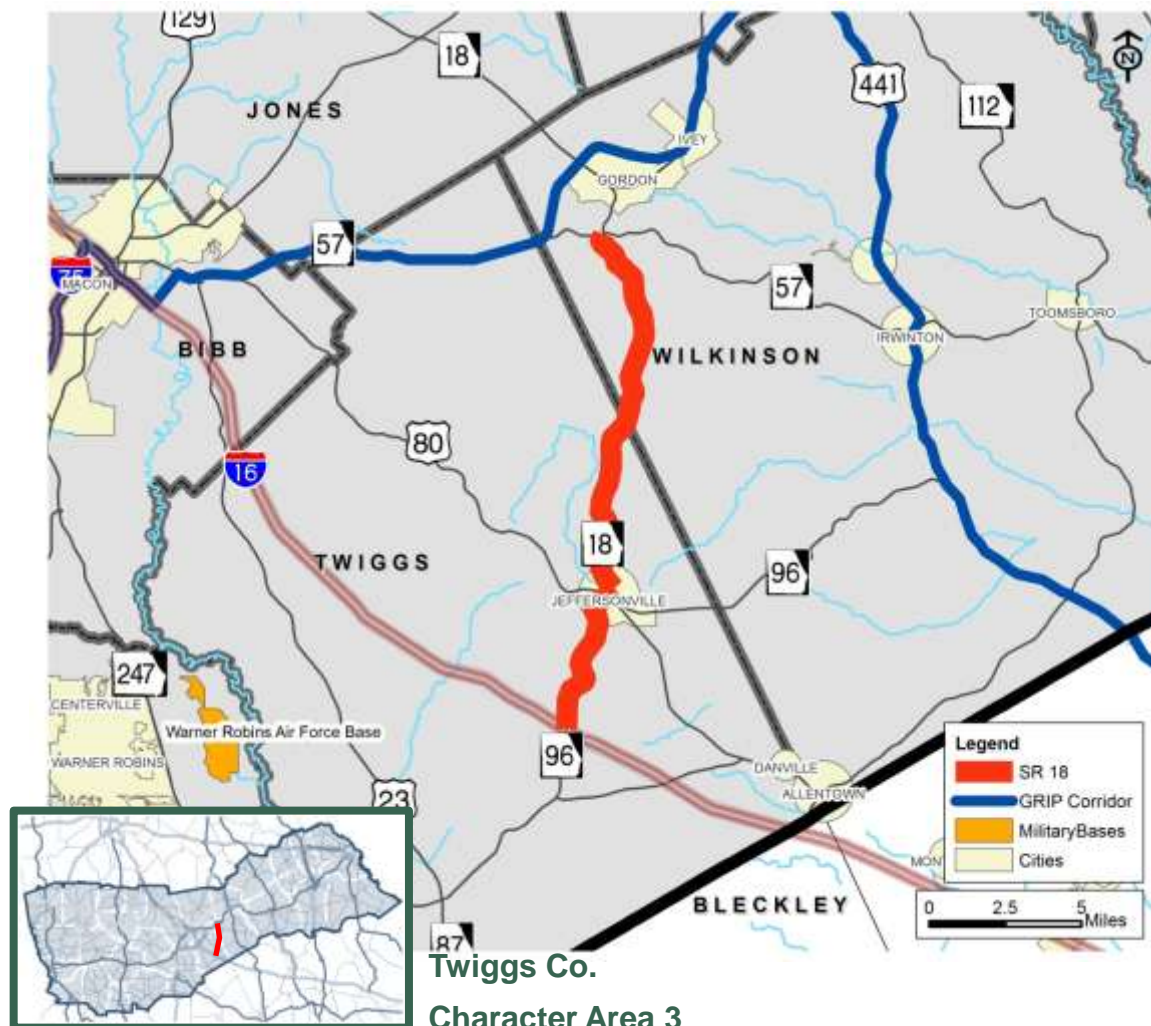 129
18
JONES
441
112
IVEY
GORDON
57
75
MACON
57
TOOMSBORO
IRWINTON
BIBB
WILKINSON
80
16
18
TWIGGS
96
JEFFERSONVILLE
247
CENTERVILLE
Warner Robins Air Force Base
WARNER ROBINS
96
DANVILLE
ALLENTOWN
23
Legend
SR 18
GRIP Corridor
MilitaryBases
Cities
MON
BLECKLEY
0 2.5 5
Miles
87
N
Twiggs Co.
Character Area 3